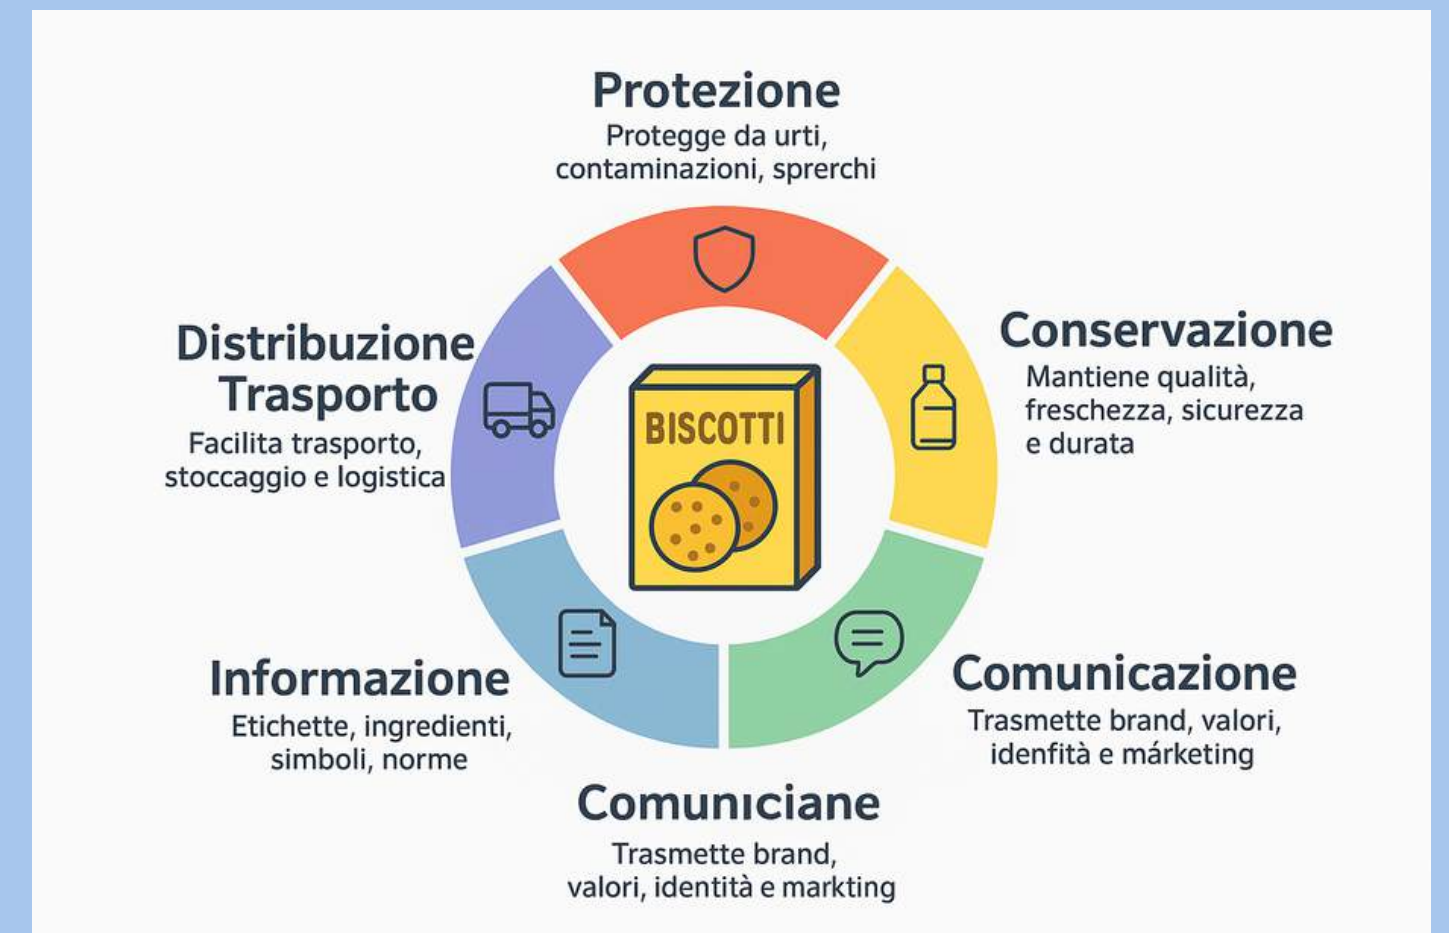 Protezione
Protegge da urti,
contaminazioni, sprerchi
Distribuzione
Trasporto
Facilita trasporto,
stoccaggio e logistica
Conservazione
Mantiene qualità,
freschezza, sicurezza
e durata
BISCOTTI
Informazione
Etichette, ingredienti,
simboli, norme
Comunicazione
Trasmette brand, valori,
idenfità e márketing
Comunıciane
Trasmette brand,
valori, identità e markting